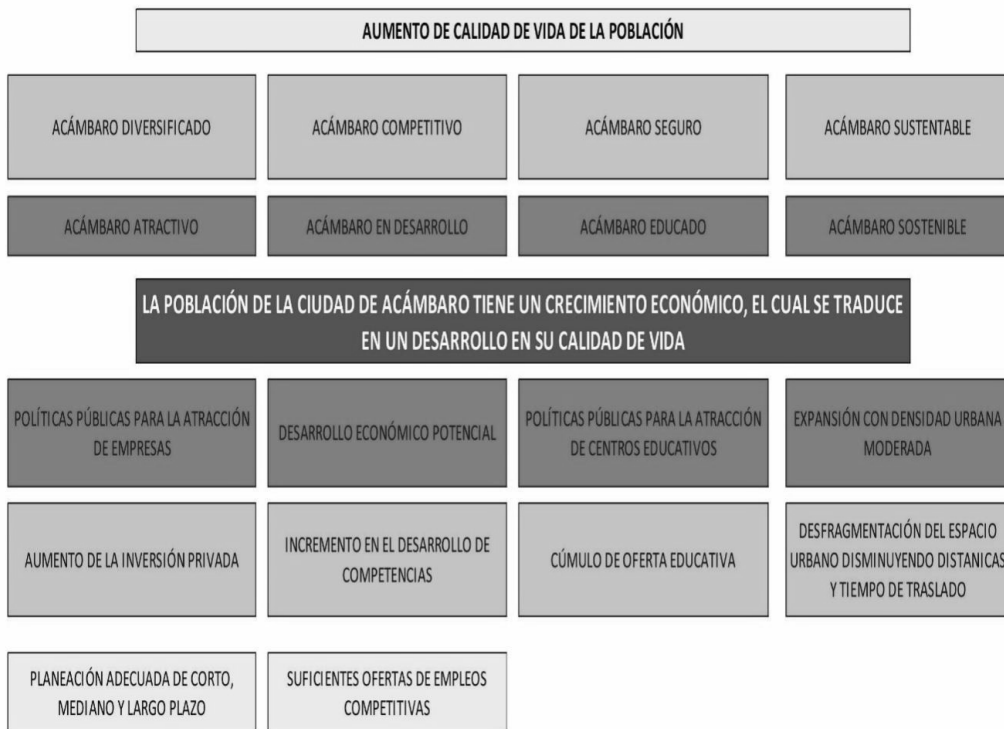 AUMENTO DE CALIDAD DE VIDA DE LA POBLACIÓN
ACÁMBARO DIVERSIFICADO
ACÁMBARO COMPETITIVO
ACÁMBARO SEGURO
ACÁMBARO SUSTENTABLE
ACÁMBARO ATRACTIVO
ACÁMBARO EN DESARROLLO
ACÁMBARO EDUCADO
ACÁMBARO SOSTENIBLE
LA POBLACIÓN DE LA CIUDAD DE ACÁMBARO TIENE UN CRECIMIENTO ECONÓMICO, EL CUAL SE TRADUCE
EN UN DESARROLLO EN SU CALIDAD DE VIDA
POLÍTICAS PÚBLICAS PARA LA ATRACCIÓN
DE EMPRESAS
DESARROLLO ECONÓMICO POTENCIAL
POLÍTICAS PÚBLICAS PARA LA ATRACCIÓN
DE CENTROS EDUCATIVOS
EXPANSIÓN CON DENSIDAD URBANA
MODERADA
AUMENTO DE LA INVERSIÓN PRIVADA
INCREMENTO EN EL DESARROLLO DE
COMPETENCIAS
CÚMULO DE OFERTA EDUCATIVA
DESFRAGMENTACIÓN DEL ESPACIO
URBANO DISMINUYENDO DISTANICAS
Y TIEMPO DE TRASLADO
PLANEACIÓN ADECUADA DE CORTO,
MEDIANO Y LARGO PLAZO
SUFICIENTES OFERTAS DE EMPLEOS
COMPETITIVAS